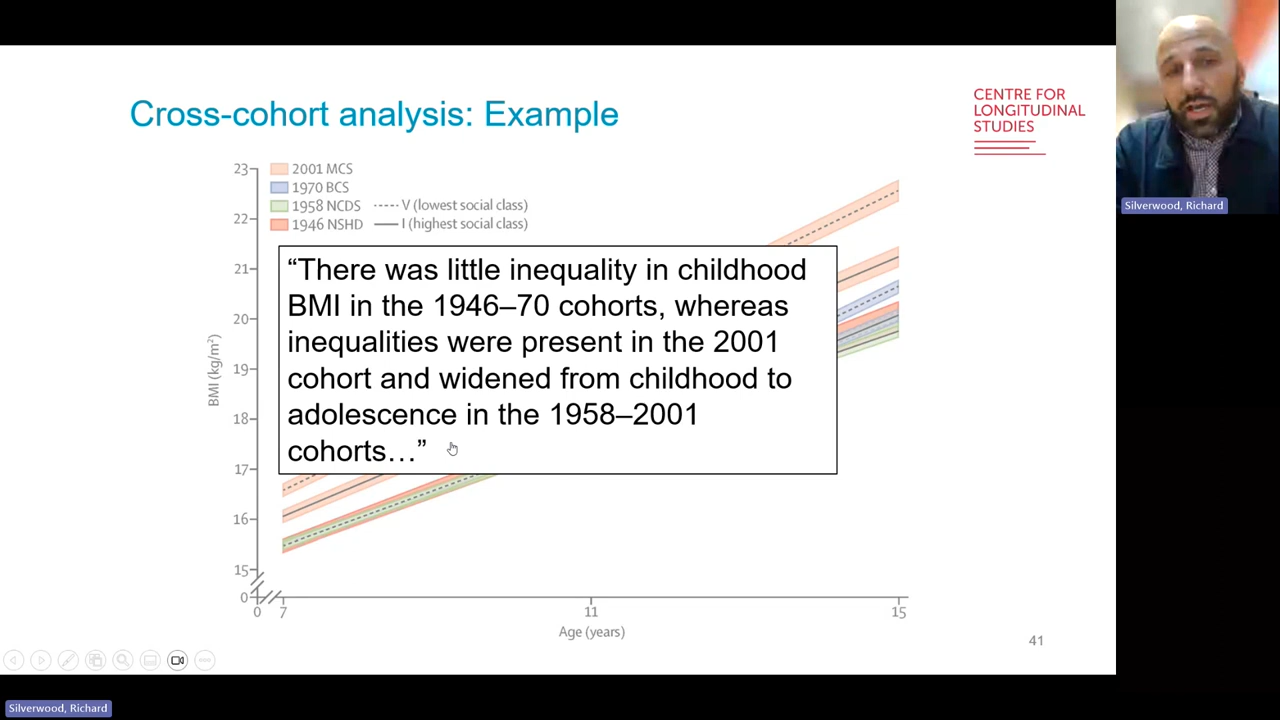 Cross-cohort analysis: Example
CENTRE FOR
LONGITUDINAL
STUDIES
Silverwood, Richard
23
22
21
20
19
18
17
16
15
0
BMI (kg/m²)
2001 MCS
1970 BCS
1958 NCDS
1946 NSHD
V (lowest social class)
I (highest social class)
“There was little inequality in childhood
BMI in the 1946–70 cohorts, whereas
inequalities were present in the 2001
cohort and widened from childhood to
adolescence in the 1958–2001
cohorts…”
0
7
11
15
Age (years)
41
Silverwood, Richard